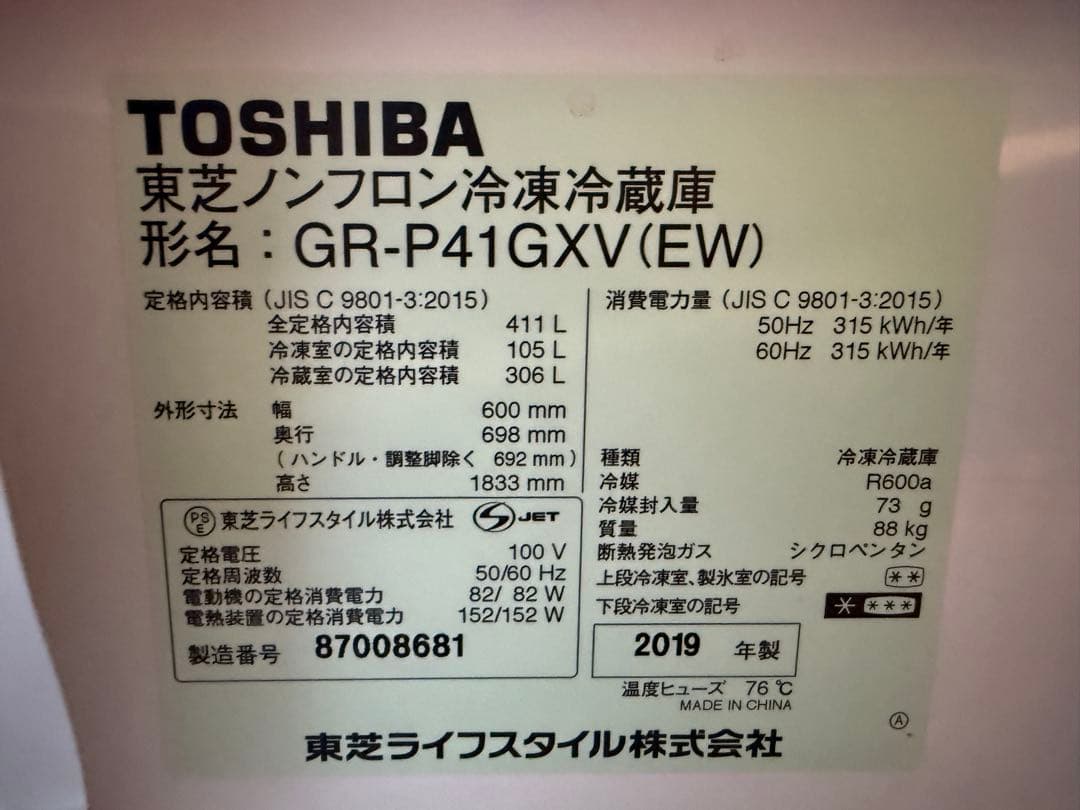 TOSHIBA
東芝ノンフロン冷凍冷蔵庫
形名：GR-P41GXV(EW)
定格内容積（JIS C 9801-3:2015）
全定格内容積 411 L
冷凍室の定格内容積 105 L
冷蔵室の定格内容積 306 L
外形寸法 幅 600 mm
奥行 698 mm
（ハンドル・調整脚除く 692 mm）
高さ 1833 mm
消費電力量（JIS C 9801-3:2015）
50Hz 315 kWh/年
60Hz 315 kWh/年
種類 冷凍冷蔵庫
冷媒 R600a
冷媒封入量 73 g
質量 88 kg
断熱発泡ガス シクロペンタン
上段冷凍室、製氷室の記号 **
下段冷凍室の記号 * ***
PSE 東芝ライフスタイル株式会社 JET
定格電圧 100 V
定格周波数 50/60 Hz
電動機の定格消費電力 82/ 82 W
電熱装置の定格消費電力 152/152 W
製造番号 87008681
2019 年製
温度ヒューズ 76℃
MADE IN CHINA
A
東芝ライフスタイル株式会社